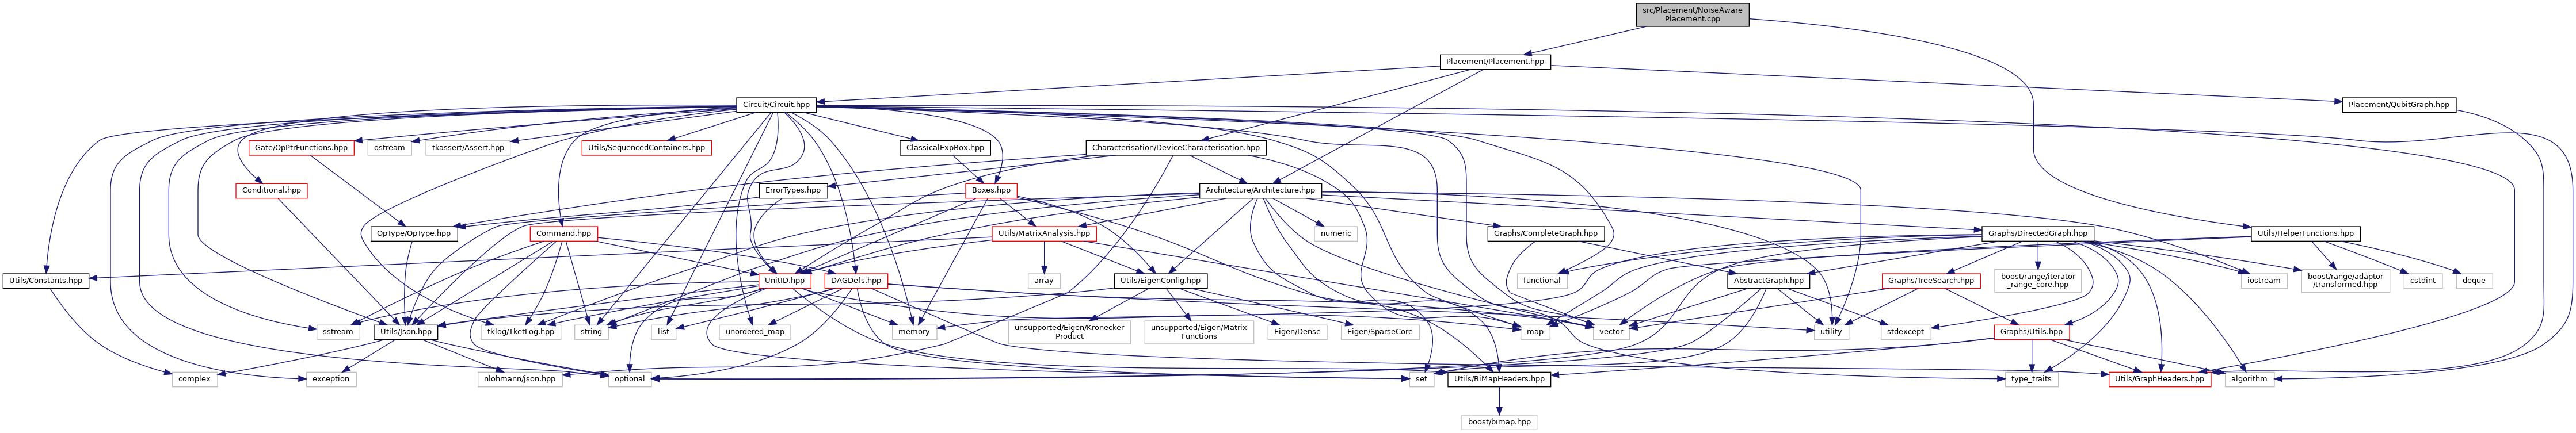 src/Placement/NoiseAware
Placement.cpp
Placement/Placement.hpp
Circuit/Circuit.hpp
Placement/QubitGraph.hpp
Gate/OpPtrFunctions.hpp
ostream
tkassert/Assert.hpp
Utils/SequencedContainers.hpp
ClassicalExpBox.hpp
Characterisation/DeviceCharacterisation.hpp
Conditional.hpp
ErrorTypes.hpp
Boxes.hpp
Architecture/Architecture.hpp
OpType/OpType.hpp
Command.hpp
Utils/MatrixAnalysis.hpp
numeric
Graphs/CompleteGraph.hpp
Graphs/DirectedGraph.hpp
Utils/HelperFunctions.hpp
Utils/Constants.hpp
UnitID.hpp
DAGDefs.hpp
array
Utils/EigenConfig.hpp
functional
AbstractGraph.hpp
Graphs/TreeSearch.hpp
boost/range/iterator
_range_core.hpp
iostream
boost/range/adaptor
/transformed.hpp
cstdint
deque
sstream
Utils/Json.hpp
tklog/TketLog.hpp
string
list
unordered_map
memory
unsupported/Eigen/Kronecker
Product
unsupported/Eigen/Matrix
Functions
Eigen/Dense
Eigen/SparseCore
map
vector
utility
stdexcept
Graphs/Utils.hpp
complex
exception
nlohmann/json.hpp
optional
set
Utils/BiMapHeaders.hpp
type_traits
Utils/GraphHeaders.hpp
algorithm
boost/bimap.hpp